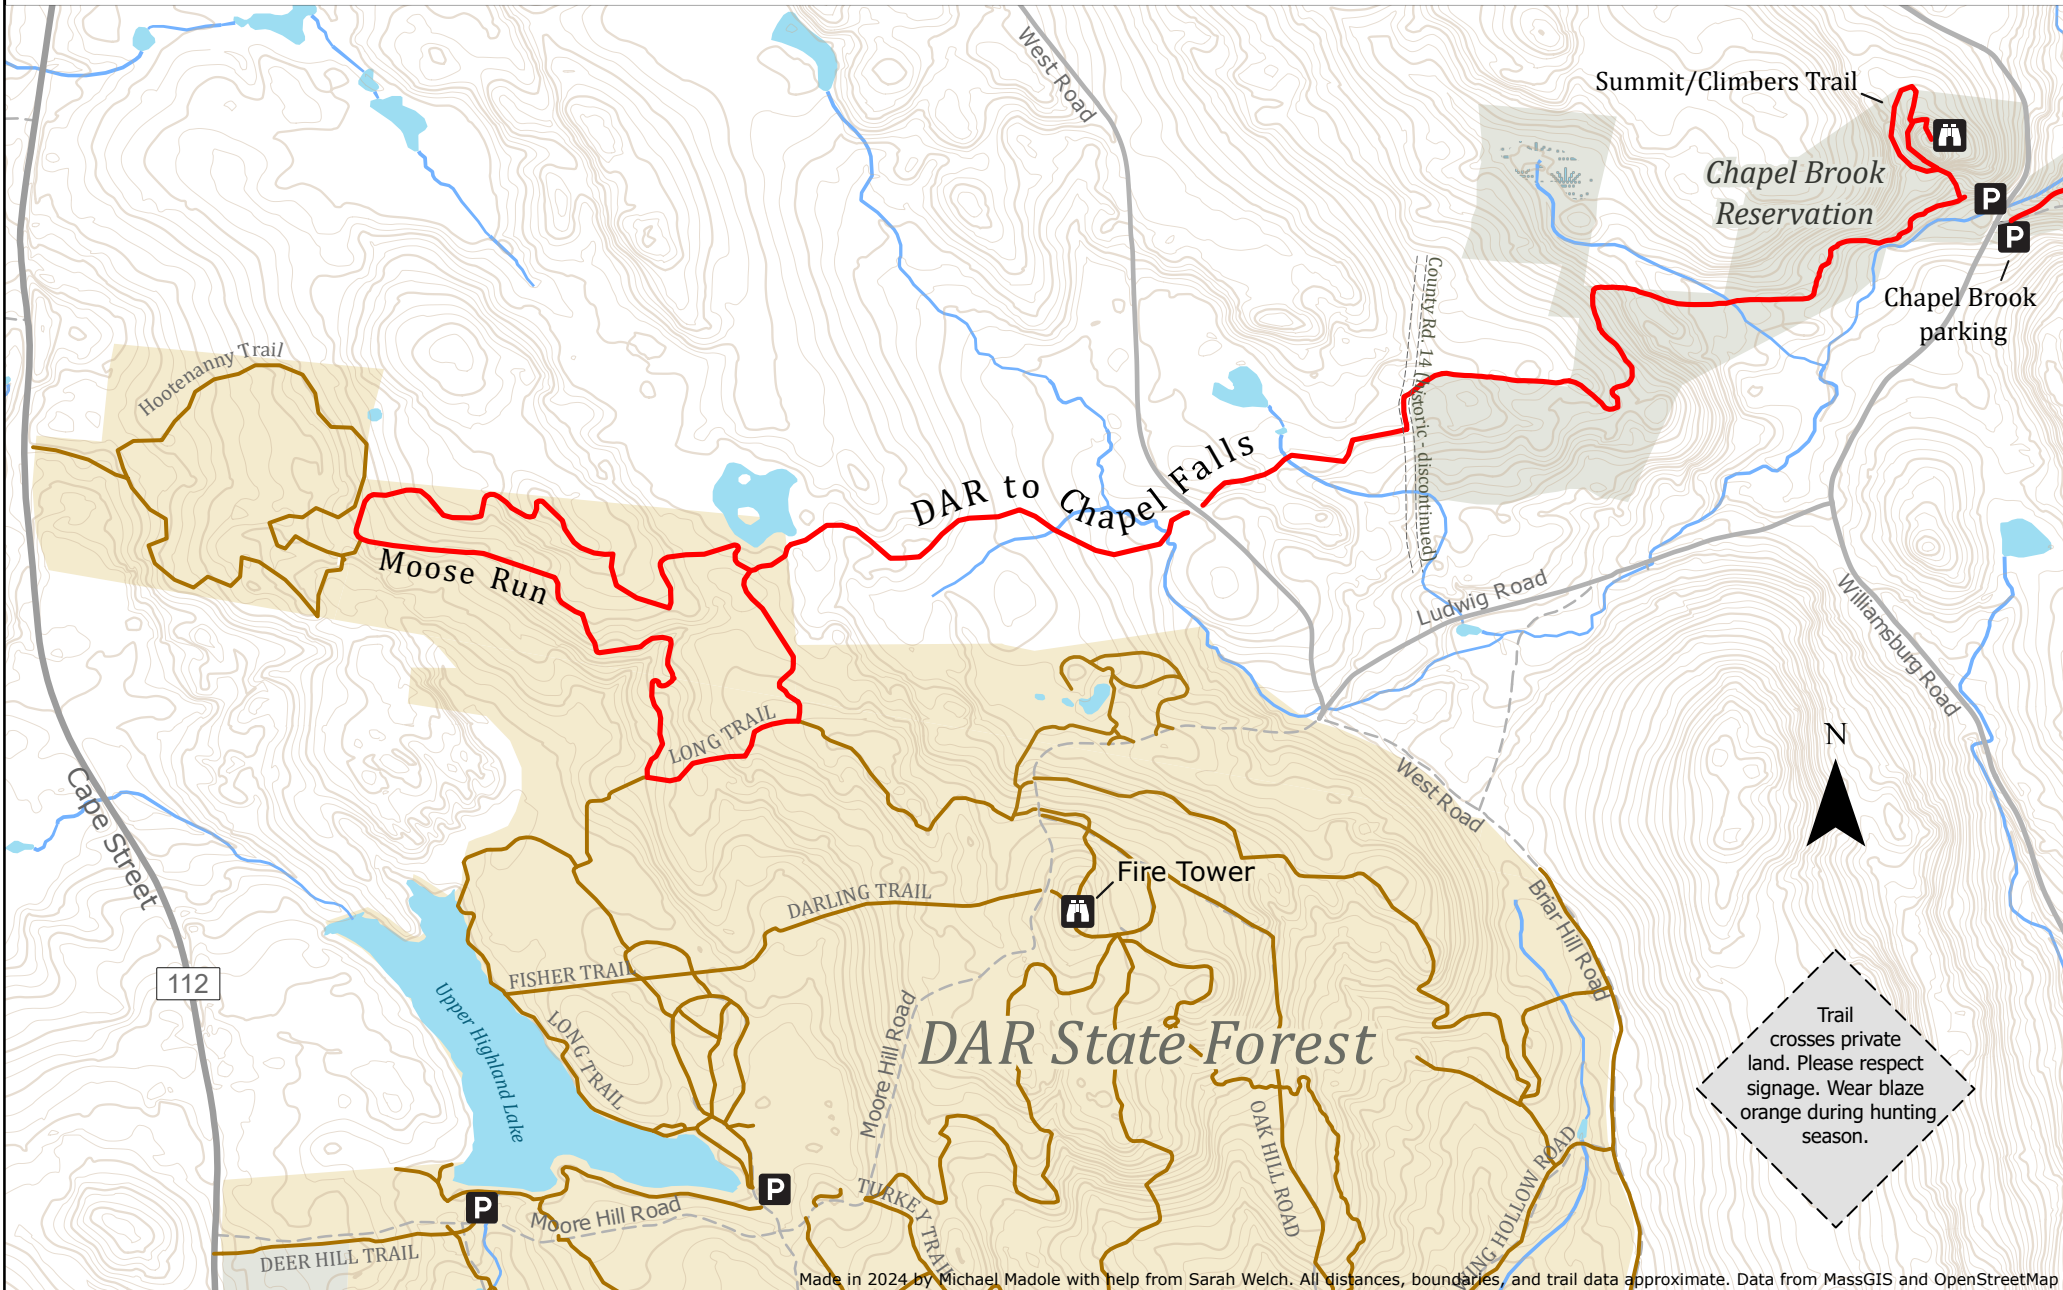 West Road
Summit/Climbers Trail
Chapel Brook
Reservation
P
P
Chapel Brook
parking
County Rd. 14 (historic - discontinued)
Hootenanny Trail
DAR to Chapel Falls
Moose Run
Ludwig Road
Williamsburg Road
LONG TRAIL
N
Cape Street
West Road
Fire Tower
DARLING TRAIL
Briar Hill Road
FISHER TRAIL
112
Upper Highland Lake
LONG TRAIL
Moore Hill Road
DAR State Forest
Trail
crosses private
land. Please respect
signage. Wear blaze
orange during hunting
season.
OAK HILL ROAD
P
P
Moore Hill Road
TURKEY TRAIL
WING HOLLOW ROAD
DEER HILL TRAIL
Made in 2024 by Michael Madole with help from Sarah Welch. All distances, boundaries, and trail data approximate. Data from MassGIS and OpenStreetMap